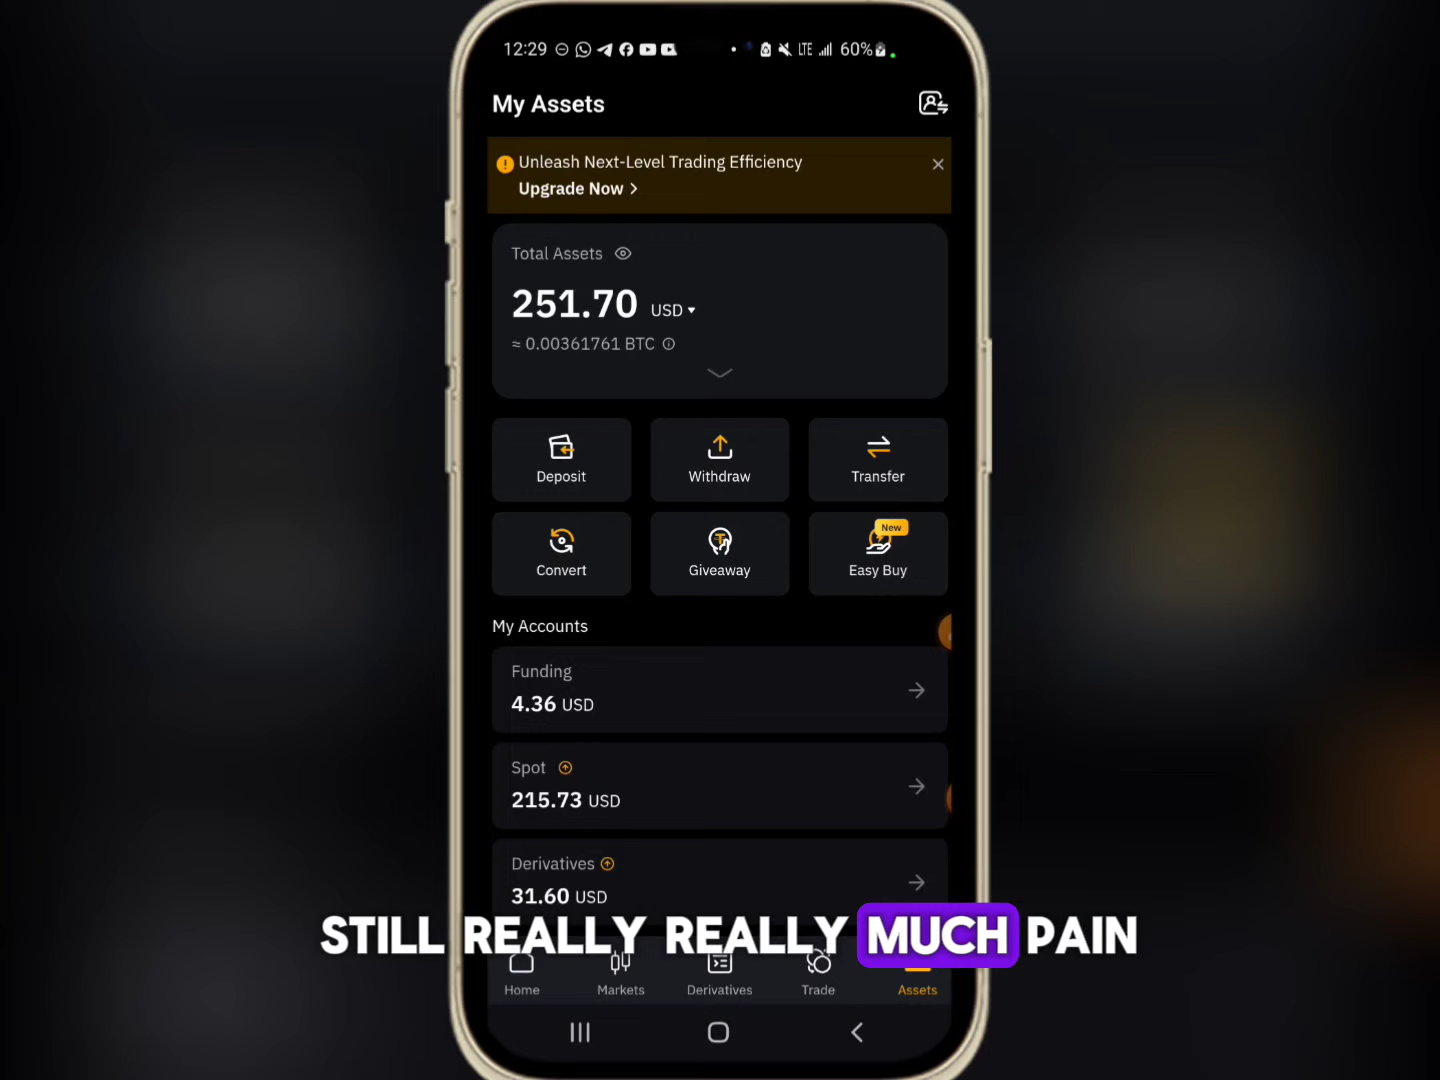 12:29
LTE
60%
My Assets
Unleash Next-Level Trading Efficiency
Upgrade Now >
Total Assets
251.70 USD
≈ 0.00361761 BTC
Deposit
Withdraw
Transfer
Convert
Giveaway
New
Easy Buy
My Accounts
Funding
4.36 USD
Spot
215.73 USD
Derivatives
31.60 USD
STILL REALLY REALLY MUCH PAIN
Home
Markets
Derivatives
Trade
Assets